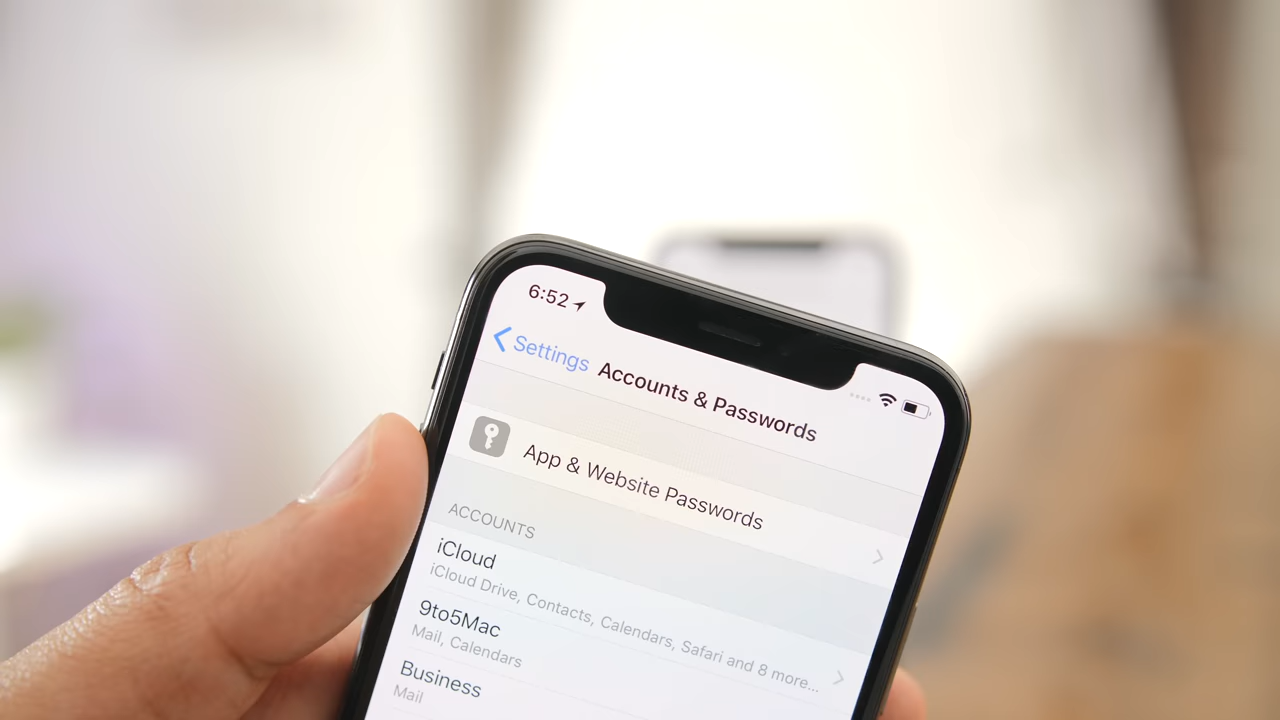 6:52
Settings Accounts & Passwords
App & Website Passwords
ACCOUNTS
iCloud
iCloud Drive, Contacts, Calendars, Safari and 8 more...
9to5Mac
Mail, Calendars
Business
Mail